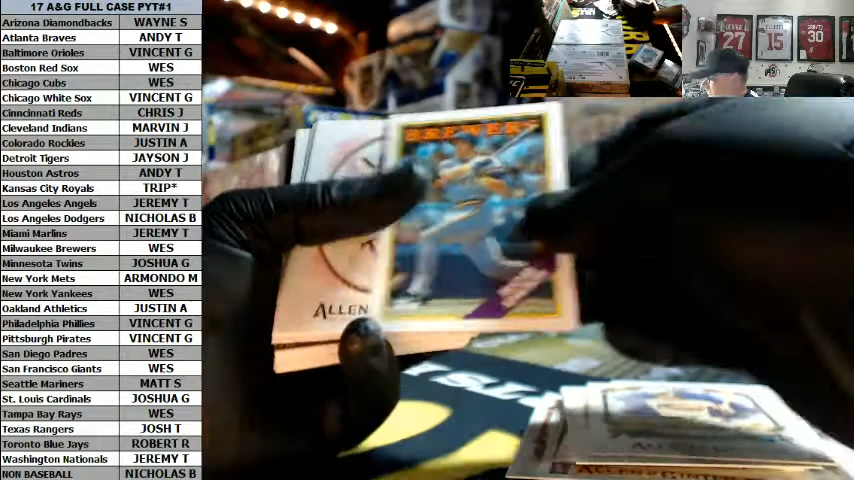 17 A&G FULL CASE PYT#1
Arizona Diamondbacks WAYNE S
Atlanta Braves ANDY T
Baltimore Orioles VINCENT G
Boston Red Sox WES
Chicago Cubs WES
Chicago White Sox VINCENT G
Cinncinati Reds CHRIS J
Cleveland Indians MARVIN J
Colorado Rockies JUSTIN A
Detroit Tigers JAYSON J
Houston Astros ANDY T
Kansas City Royals TRIP*
Los Angeles Angels JEREMY T
Los Angeles Dodgers NICHOLAS B
Miami Marlins JEREMY T
Milwaukee Brewers WES
Minnesota Twins JOSHUA G
New York Mets ARMONDO M
New York Yankees WES
Oakland Athletics JUSTIN A
Philadelphia Phillies VINCENT G
Pittsburgh Pirates VINCENT G
San Diego Padres WES
San Francisco Giants WES
Seattle Mariners MATT S
St. Louis Cardinals JOSHUA G
Tampa Bay Rays WES
Texas Rangers JOSH T
Toronto Blue Jays ROBERT R
Washington Nationals JEREMY T
NON BASEBALL NICHOLAS B
BREWERS
ALLEN
27
15
30
ALLEN & GINTER